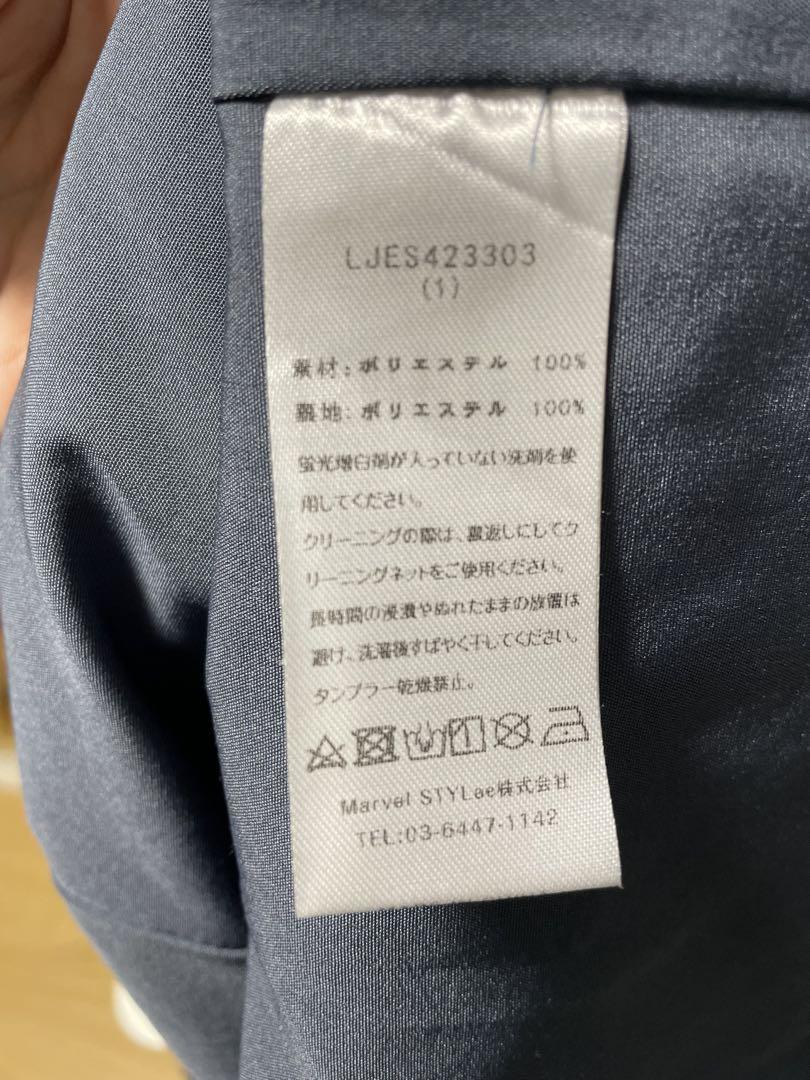 LJES423303
(1)
素材:ポリエステル 100%
裏地:ポリエステル 100%
蛍光増白剤が入っていない洗剤を使
用してください。
クリーニングの際は、裏返しにしてク
リーニングネットをご使用ください。
長時間の浸漬やぬれたままの放置は
避け、洗濯後すばやく干してください。
タンブラー乾燥禁止。
Marvel STYLee株式会社
TEL:03-6447-1142